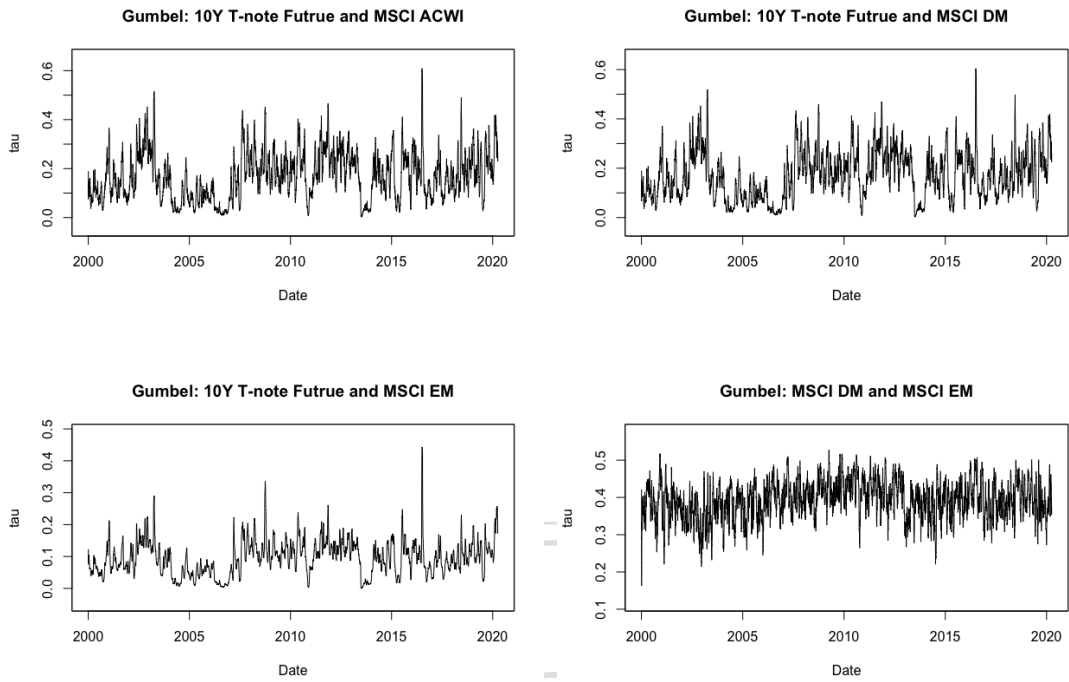 Gumbel: 10Y T-note Futrue and MSCI ACWI
tau
0.6
0.4
0.2
0.0
2000 2005 2010 2015 2020
Date
Gumbel: 10Y T-note Futrue and MSCI DM
tau
0.6
0.4
0.2
0.0
2000 2005 2010 2015 2020
Date
Gumbel: 10Y T-note Futrue and MSCI EM
tau
0.5
0.4
0.3
0.2
0.1
0.0
2000 2005 2010 2015 2020
Date
Gumbel: MSCI DM and MSCI EM
tau
0.5
0.4
0.3
0.2
0.1
2000 2005 2010 2015 2020
Date